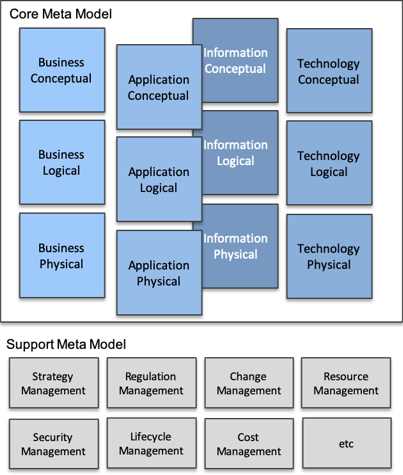 Core Meta Model
Business
Conceptual
Application
Conceptual
Information
Conceptual
Technology
Conceptual
Business
Logical
Application
Logical
Information
Logical
Technology
Logical
Business
Physical
Application
Physical
Information
Physical
Technology
Physical
Support Meta Model
Strategy
Management
Regulation
Management
Change
Management
Resource
Management
Security
Management
Lifecycle
Management
Cost
Management
etc